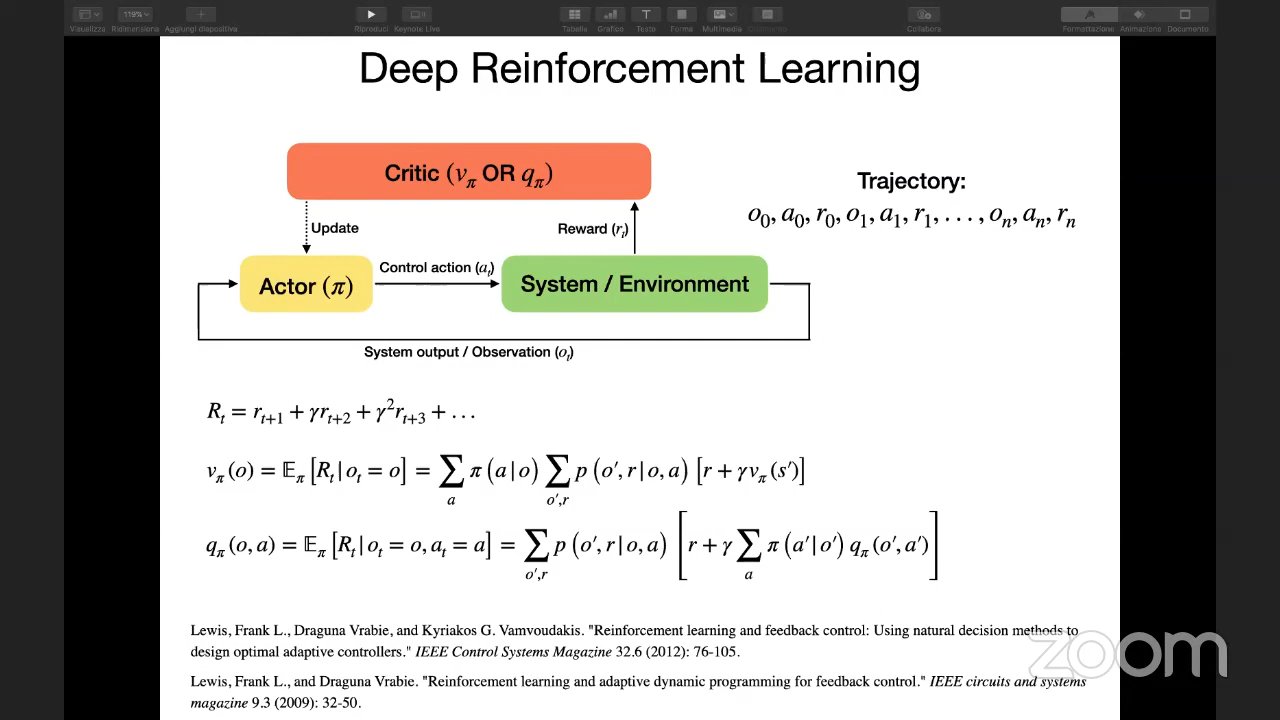 Visualizza Ridimensiona Aggiungi diapositiva Riproduci Keynote Live Tabella Grafico Testo Forma Multimedia Collabora Formattazione Animazione Documento
119%
Deep Reinforcement Learning
Critic (vπ OR qπ)
Trajectory:
o₀, a₀, r₀, o₁, a₁, r₁, . . . , oₙ, aₙ, rₙ
Update
Reward (rₜ)
Control action (aₜ)
Actor (π)
System / Environment
System output / Observation (oₜ)
Rₜ = rₜ₊₁ + γrₜ₊₂ + γ²rₜ₊₃ + . . .
vπ(o) = 𝔼π [Rₜ | oₜ = o] = ∑a π (a | o) ∑o′,r p (o′, r | o, a) [r + γvπ(s′)]
qπ(o, a) = 𝔼π [Rₜ | oₜ = o, aₜ = a] = ∑o′,r p (o′, r | o, a) [r + γ ∑a π (a′ | o′) qπ(o′, a′)]
Lewis, Frank L., Draguna Vrabie, and Kyriakos G. Vamvoudakis. "Reinforcement learning and feedback control: Using natural decision methods to
design optimal adaptive controllers." IEEE Control Systems Magazine 32.6 (2012): 76-105.
zoom
Lewis, Frank L., and Draguna Vrabie. "Reinforcement learning and adaptive dynamic programming for feedback control." IEEE circuits and systems
magazine 9.3 (2009): 32-50.